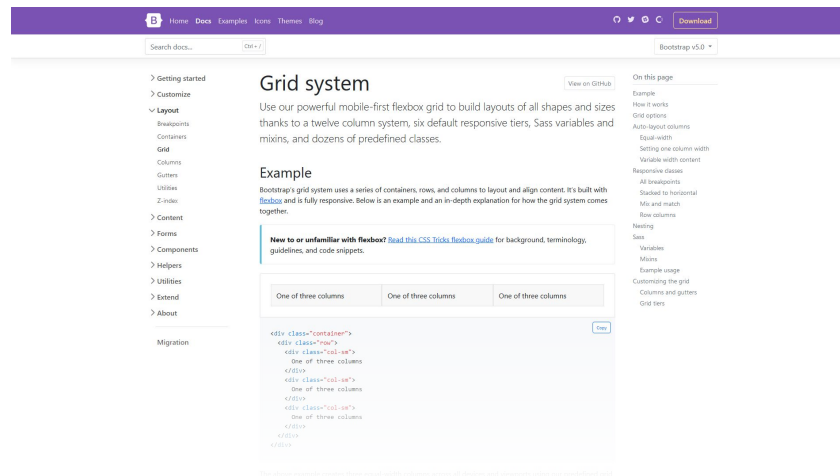 B Home Docs Examples Icons Themes Blog Download
Search docs... Ctrl + / Bootstrap v5.0
Getting started
Customize
Layout
Breakpoints
Containers
Grid
Columns
Gutters
Utilities
Z-index
Content
Forms
Components
Helpers
Utilities
Extend
About
Migration
Grid system
View on GitHub
Use our powerful mobile-first flexbox grid to build layouts of all shapes and sizes
thanks to a twelve column system, six default responsive tiers, Sass variables and
mixins, and dozens of predefined classes.
Example
Bootstrap's grid system uses a series of containers, rows, and columns to layout and align content. It's built with
flexbox and is fully responsive. Below is an example and an in-depth explanation for how the grid system comes
together.
New to or unfamiliar with flexbox? Read this CSS Tricks flexbox guide for background, terminology,
guidelines, and code snippets.
One of three columns One of three columns One of three columns
Copy
<div class="container">
<div class="row">
<div class="col-sm">
One of three columns
</div>
<div class="col-sm">
One of three columns
</div>
<div class="col-sm">
One of three columns
</div>
</div>
</div>
On this page
Example
How it works
Grid options
Auto-layout columns
Equal-width
Setting one column width
Variable width content
Responsive classes
All breakpoints
Stacked to horizontal
Mix and match
Row columns
Nesting
Sass
Variables
Mixins
Example usage
Customizing the grid
Columns and gutters
Grid tiers